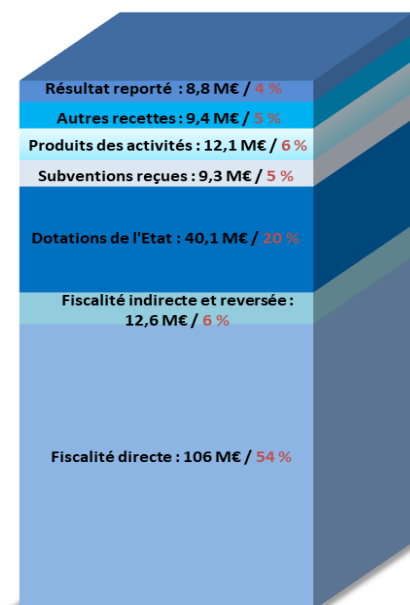 Résultat reporté : 8,8 M€ / 4 %
Autres recettes : 9,4 M€ / 5 %
Produits des activités : 12,1 M€ / 6 %
Subventions reçues : 9,3 M€ / 5 %
Dotations de l'Etat : 40,1 M€ / 20 %
Fiscalité indirecte et reversée :
12,6 M€ / 6 %
Fiscalité directe : 106 M€ / 54 %